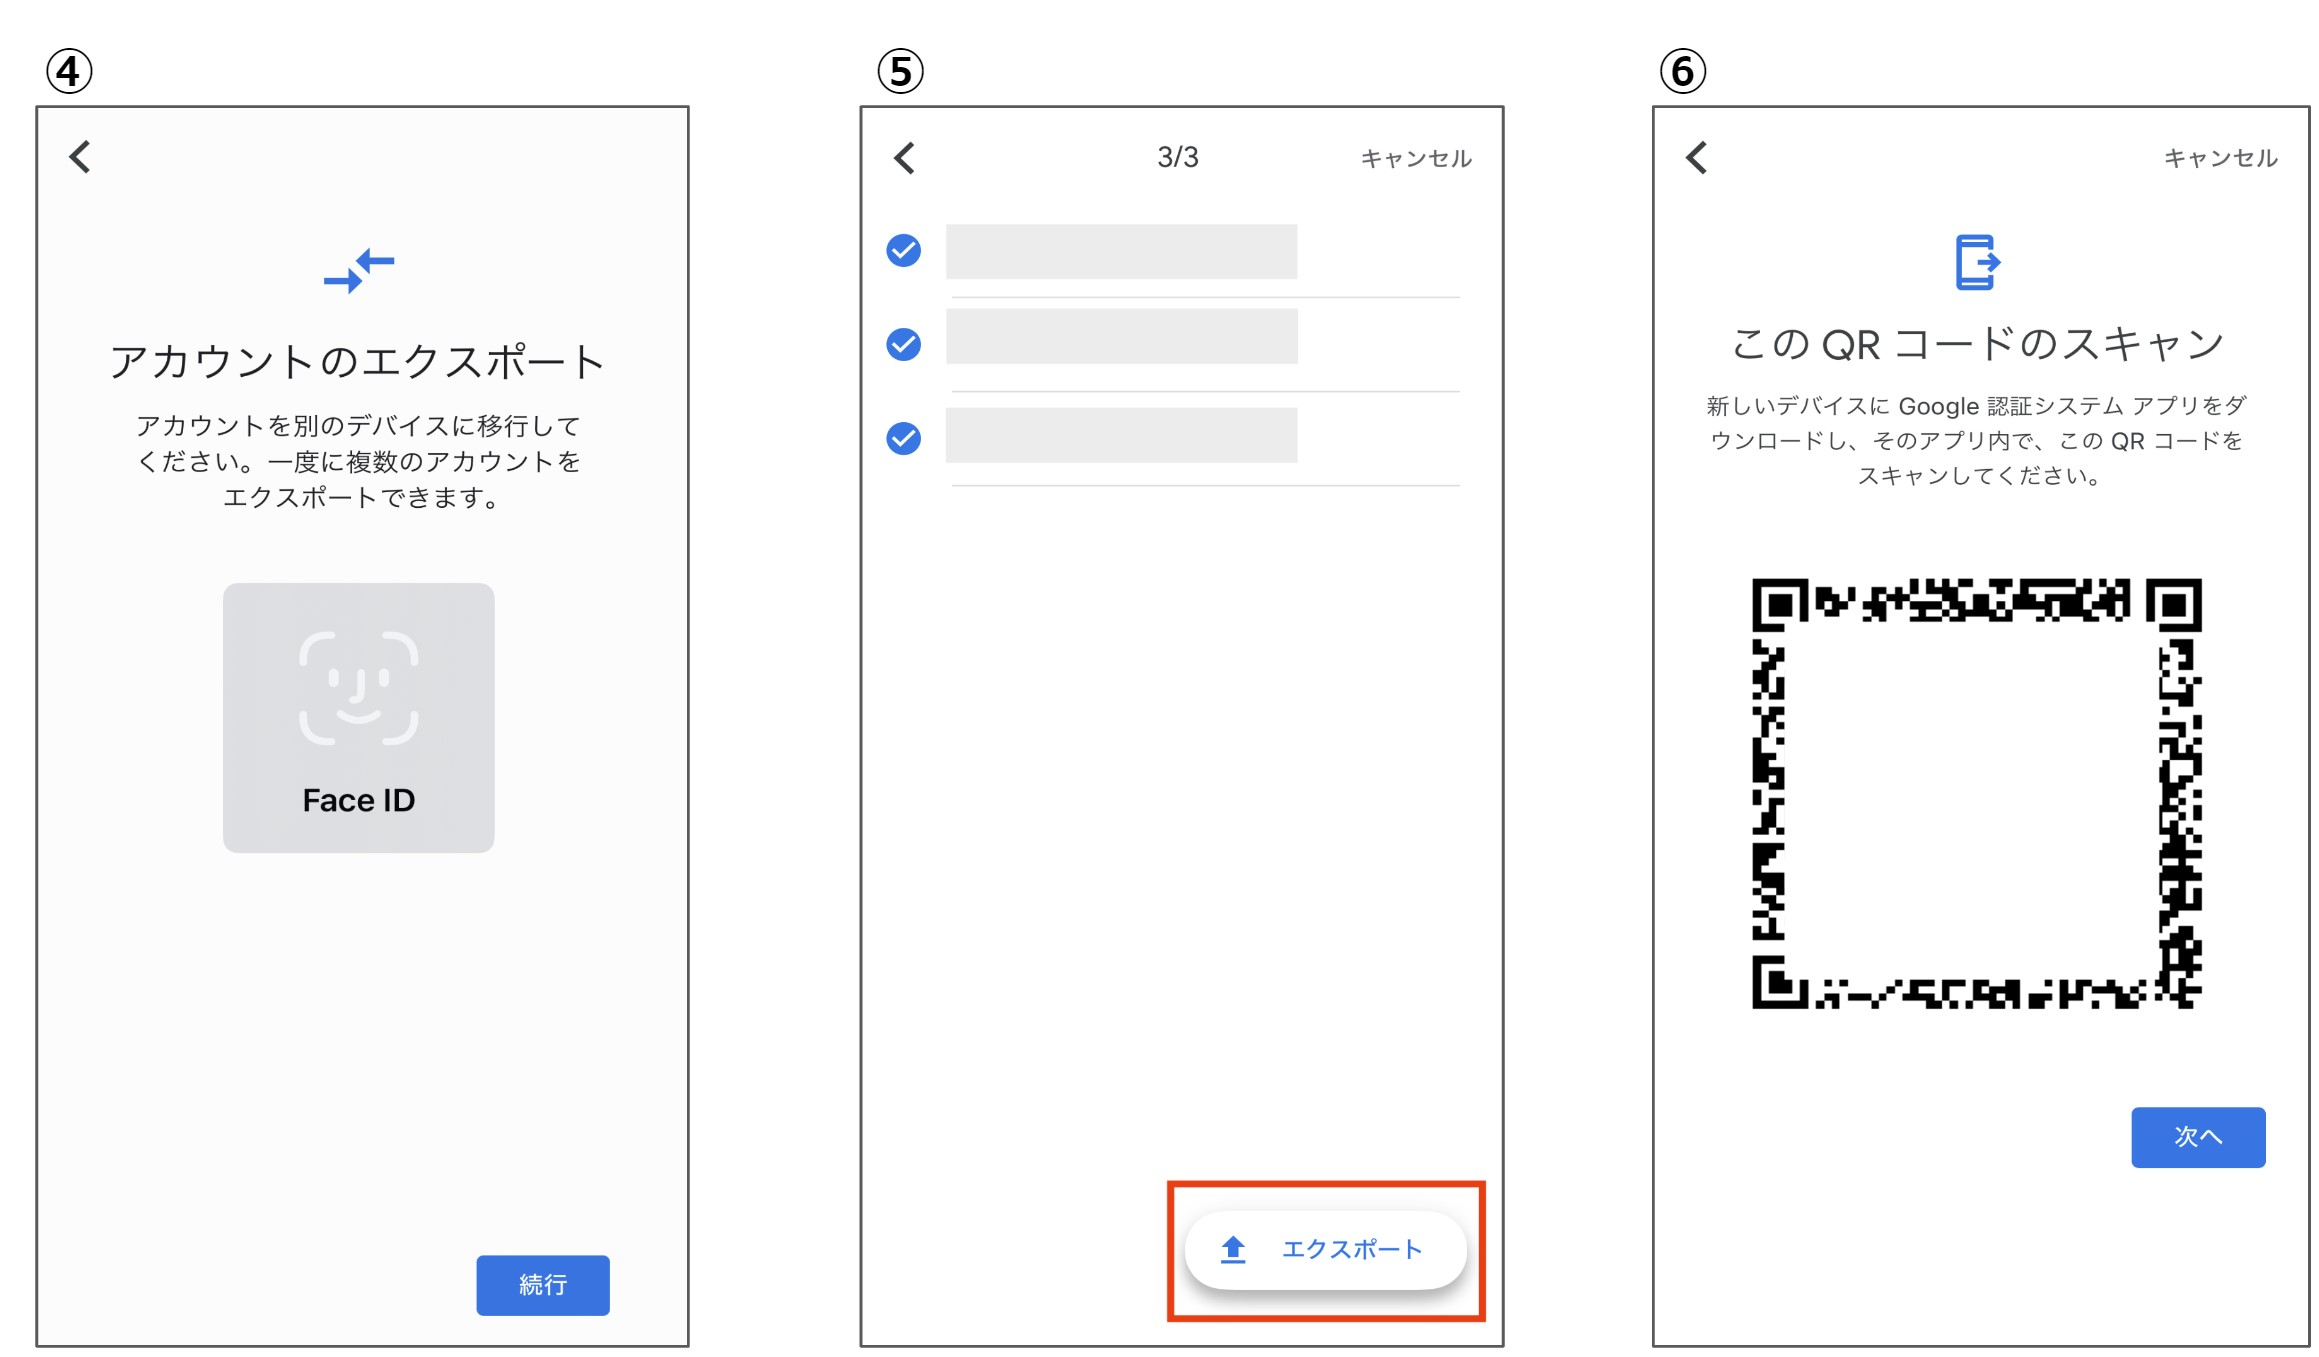 ④
アカウントのエクスポート
アカウントを別のデバイスに移行して
ください。一度に複数のアカウントを
エクスポートできます。
Face ID
続行
⑤
3/3
キャンセル
エクスポート
⑥
キャンセル
この QR コードのスキャン
新しいデバイスに Google 認証システム アプリをダ
ウンロードし、そのアプリ内で、この QR コードを
スキャンしてください。
次へ